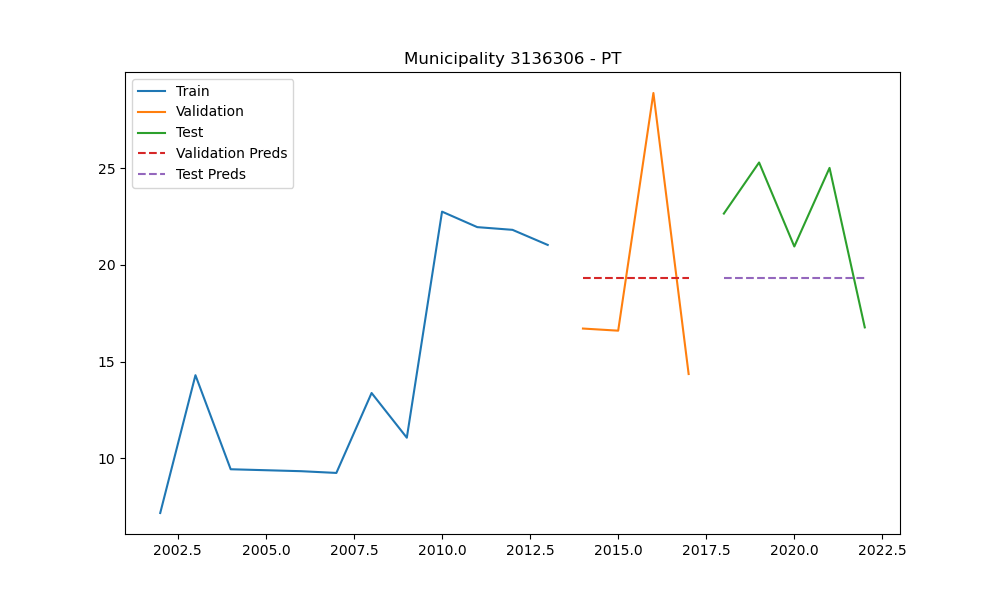 Municipality 3136306 - PT
Train
Validation
Test
Validation Preds
Test Preds
25
20
15
10
2002.5 2005.0 2007.5 2010.0 2012.5 2015.0 2017.5 2020.0 2022.5